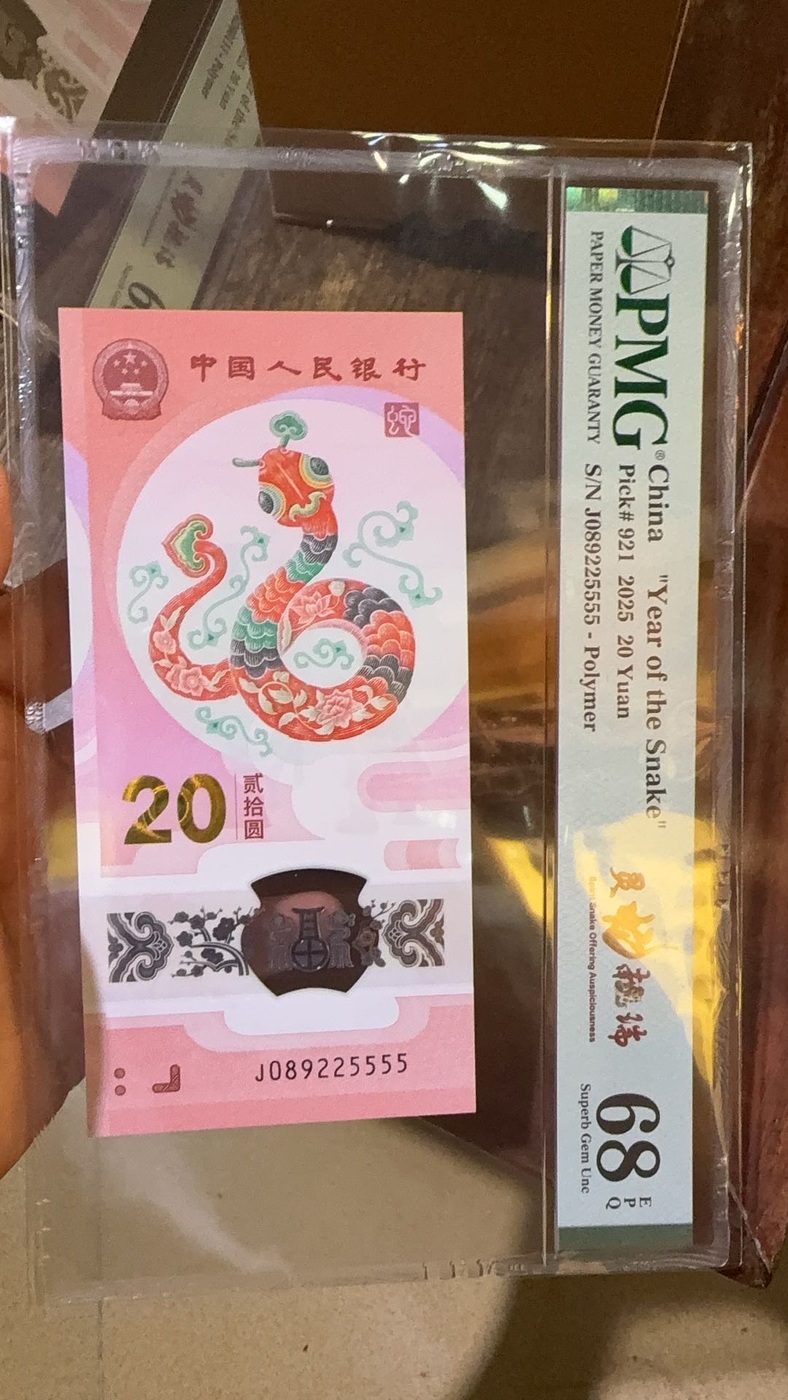 中国人民银行
蛇
20
贰拾圆
J089225555
PMG®
PAPER MONEY GUARANTY
China "Year of the Snake"
Pick# 921 2025 20 Yuan
S/N J089225555 - Polymer
Snake Offering Auspiciousness
68 EPQ
Superb Gem Unc